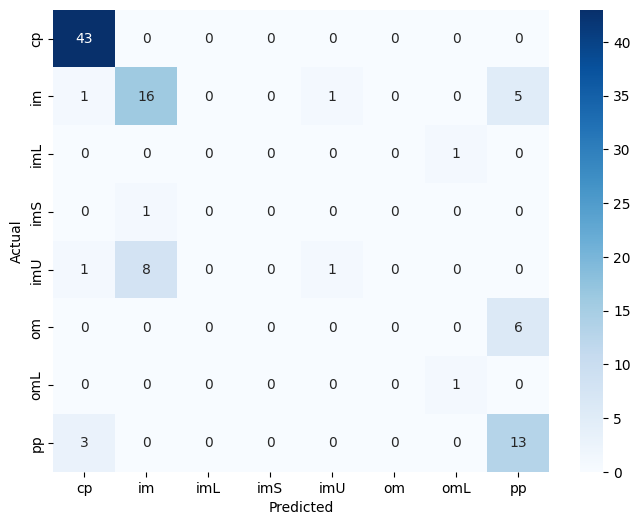 cp 43 0 0 0 0 0 0 0
im 1 16 0 0 1 0 0 5
imL 0 0 0 0 0 0 1 0
imS 0 1 0 0 0 0 0 0
imU 1 8 0 0 1 0 0 0
om 0 0 0 0 0 0 0 6
omL 0 0 0 0 0 0 1 0
pp 3 0 0 0 0 0 0 13
cp im imL imS imU om omL pp
Predicted
Actual
40
35
30
25
20
15
10
5
0